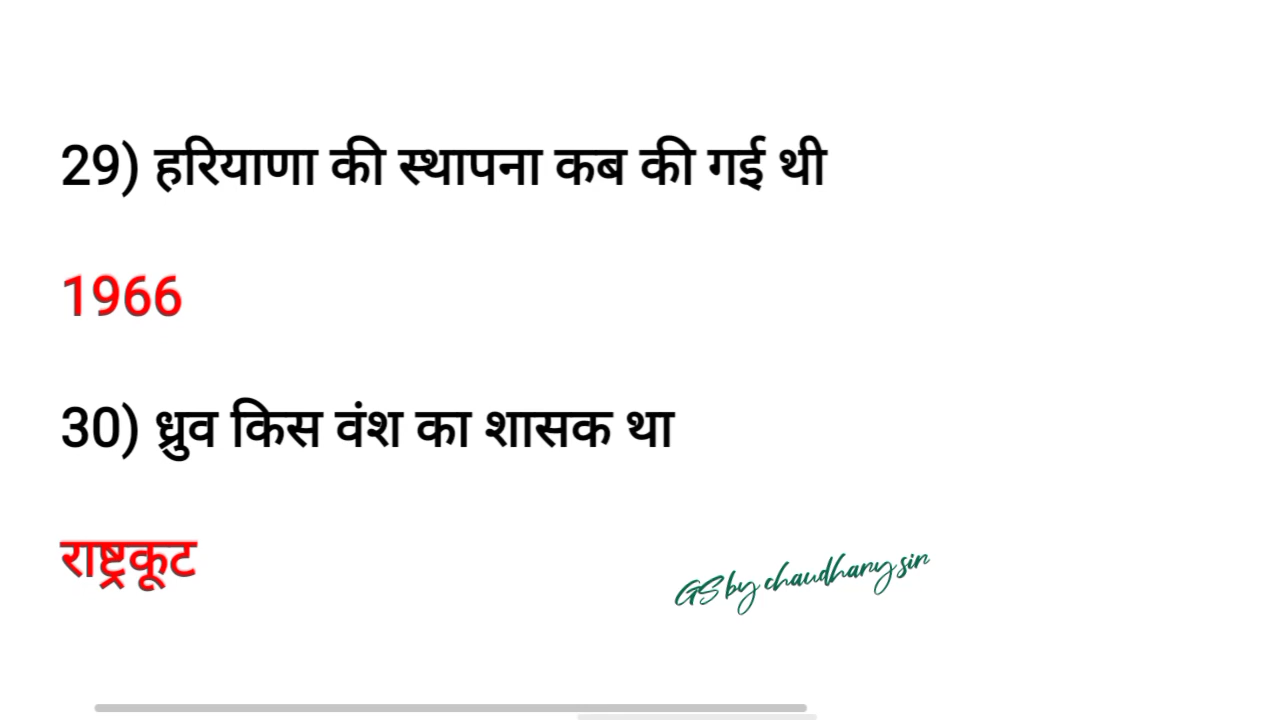 29) हरियाणा की स्थापना कब की गई थी
1966
30) ध्रुव किस वंश का शासक था
राष्ट्रकूट
GS by chaudhary sir